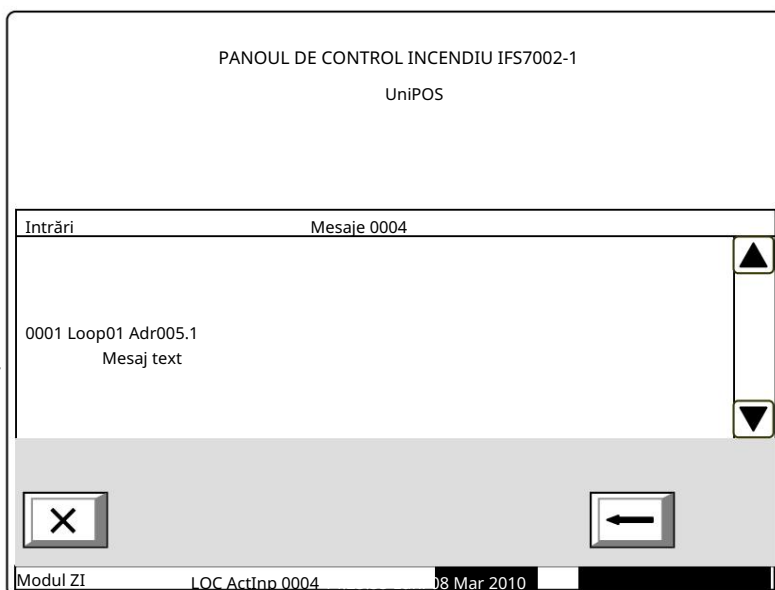 PANOUL DE CONTROL INCENDIU IFS7002-1
UniPOS
Intrări Mesaje 0004
0001 Loop01 Adr005.1
Mesaj text
Modul ZI LOC ActInp 0004 08 Mar 2010